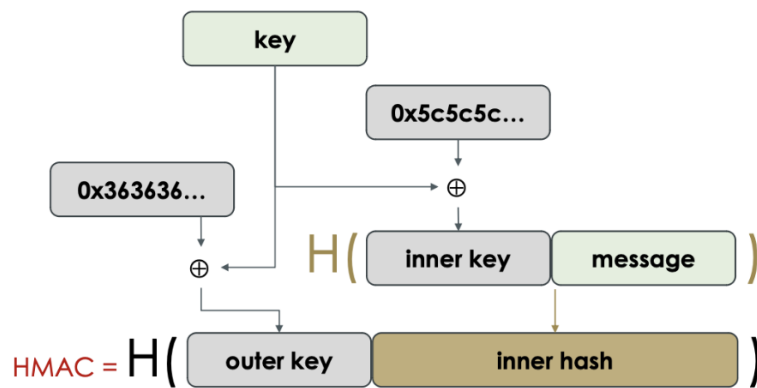 key
0x5c5c5c...
0x363636...
⊕
⊕
H( inner key message )
HMAC = H( outer key inner hash )